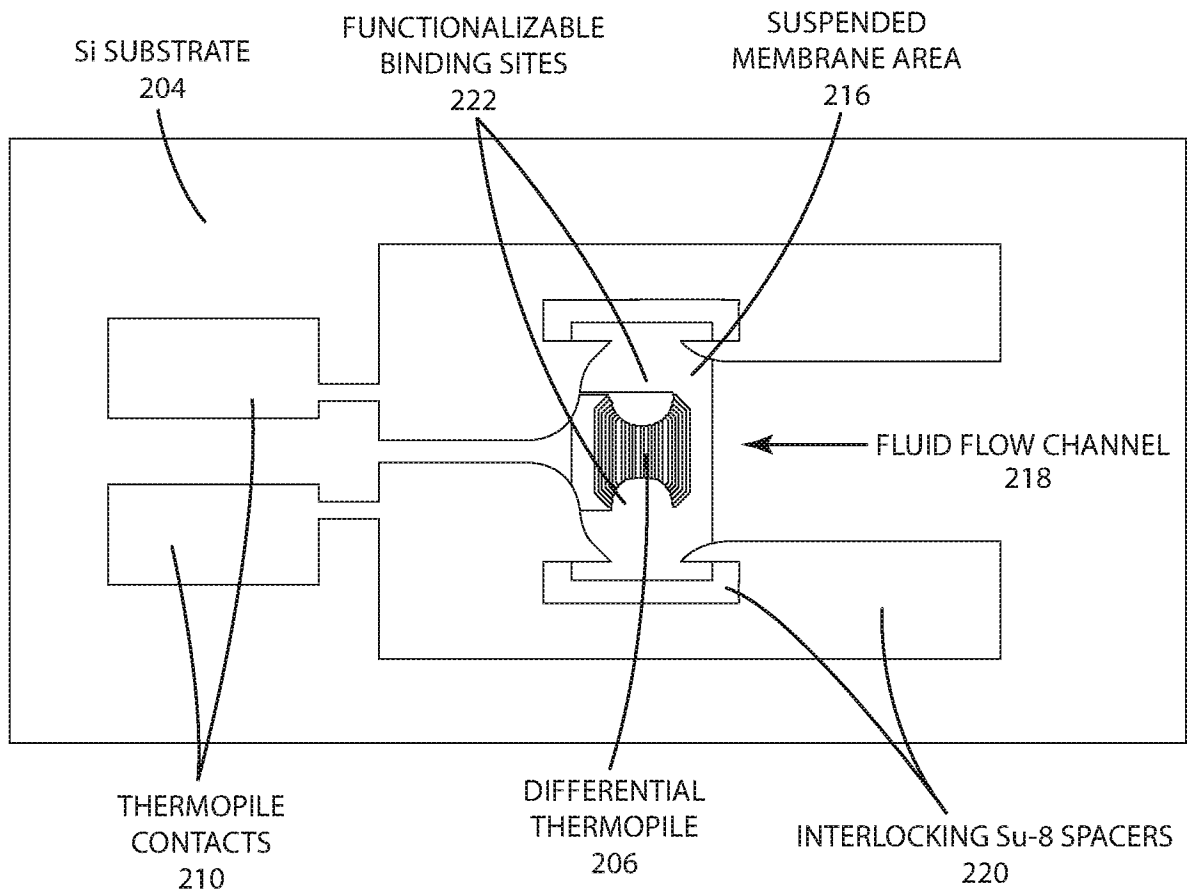 Si SUBSTRATE
204
FUNCTIONALIZABLE
BINDING SITES
222
SUSPENDED
MEMBRANE AREA
216
FLUID FLOW CHANNEL
218
THERMOPILE
CONTACTS
210
DIFFERENTIAL
THERMOPILE
206
INTERLOCKING Su-8 SPACERS
220